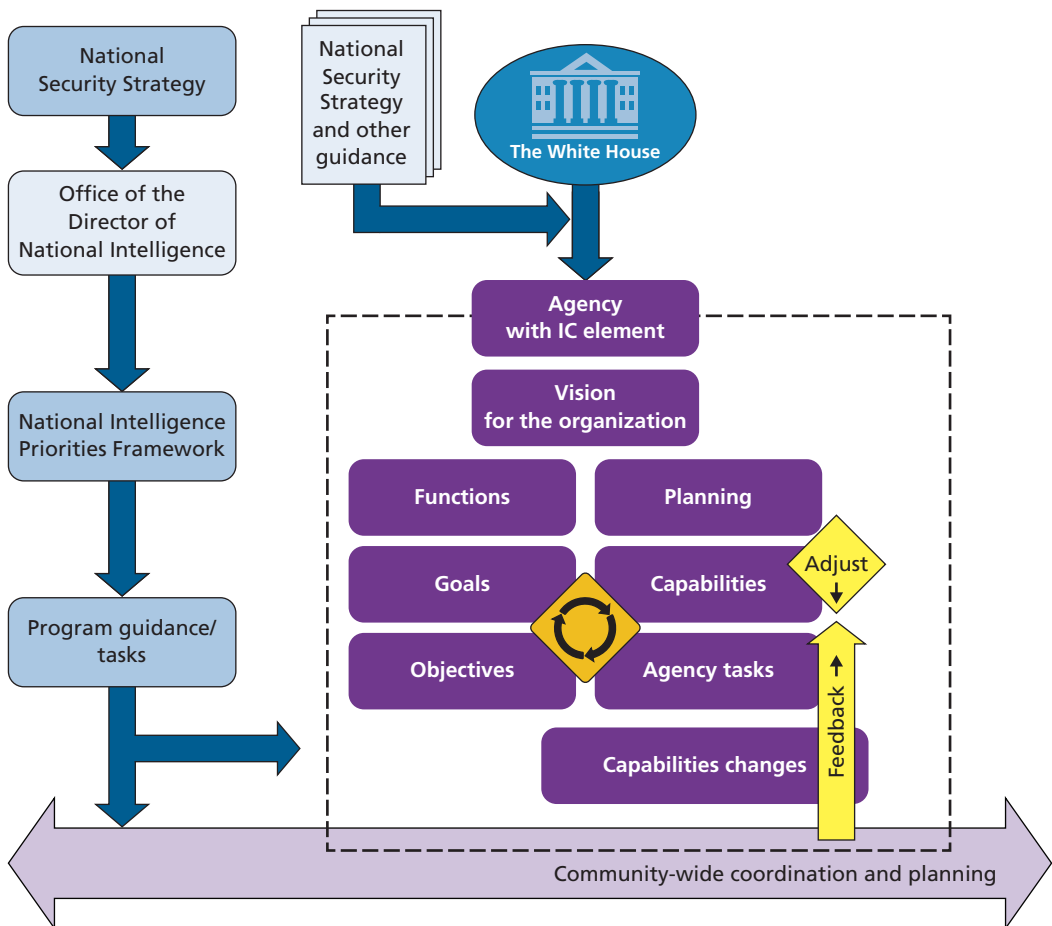 National
Security Strategy
Office of the
Director of
National Intelligence
National Intelligence
Priorities Framework
Program guidance/
tasks
National
Security
Strategy
and other
guidance
The White House
Agency
with IC element
Vision
for the organization
Functions
Planning
Goals
Capabilities
Adjust
Objectives
Agency tasks
Capabilities changes
Feedback
Community-wide coordination and planning